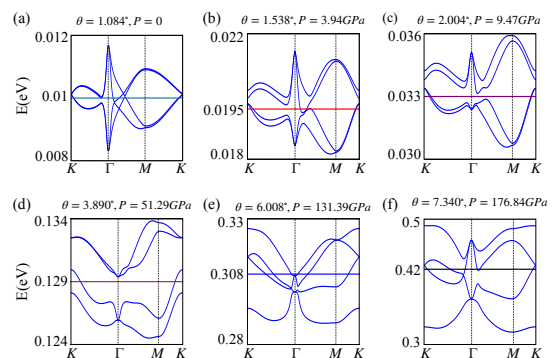 (a) θ = 1.084°, P = 0
(b) θ = 1.538°, P = 3.94GPa
(c) θ = 2.004°, P = 9.47GPa
E(eV)
0.012
0.01
0.008
K Γ M K
0.022
0.0195
0.018
K Γ M K
0.036
0.033
0.030
K Γ M K
(d) θ = 3.890°, P = 51.29GPa
(e) θ = 6.008°, P = 131.39GPa
(f) θ = 7.340°, P = 176.84GPa
E(eV)
0.134
0.129
0.124
K Γ M K
0.33
0.308
0.28
K Γ M K
0.5
0.42
0.3
K Γ M K